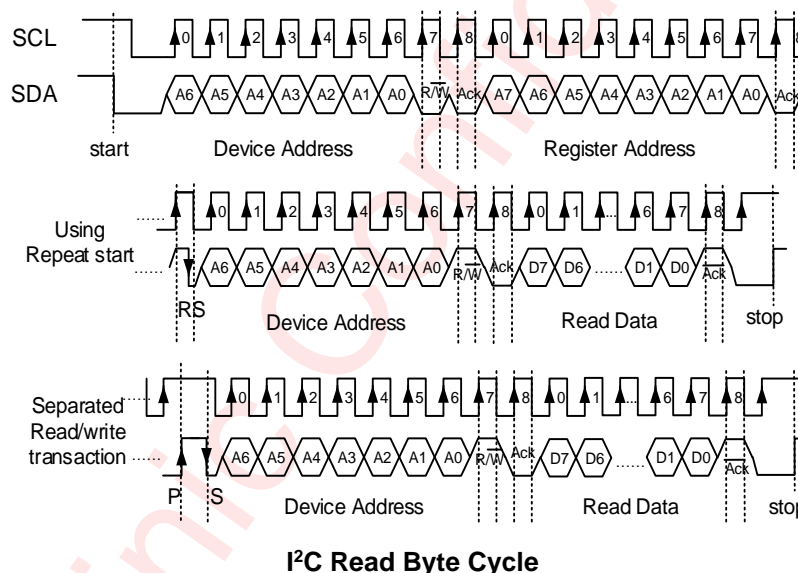 SCL 0 1 2 3 4 5 6 7 8 0 1 2 3 4 5 6 7 8
SDA A6 A5 A4 A3 A2 A1 A0 R/W̅ Ack A7 A6 A5 A4 A3 A2 A1 A0 Ack
start Device Address Register Address
Using
Repeat start
...... 0 1 2 3 4 5 6 7 8 0 1 ... 6 7 8
...... A6 A5 A4 A3 A2 A1 A0 R/W̅ Ack D7 D6 ...... D1 D0 A̅c̅k̅
RS Device Address Read Data stop
Separated
Read/write
transaction
...... 0 1 2 3 4 5 6 7 8 0 1 ... 6 7 8
...... A6 A5 A4 A3 A2 A1 A0 R/W̅ Ack D7 D6 ...... D1 D0 A̅c̅k̅
P S Device Address Read Data stop
I²C Read Byte Cycle